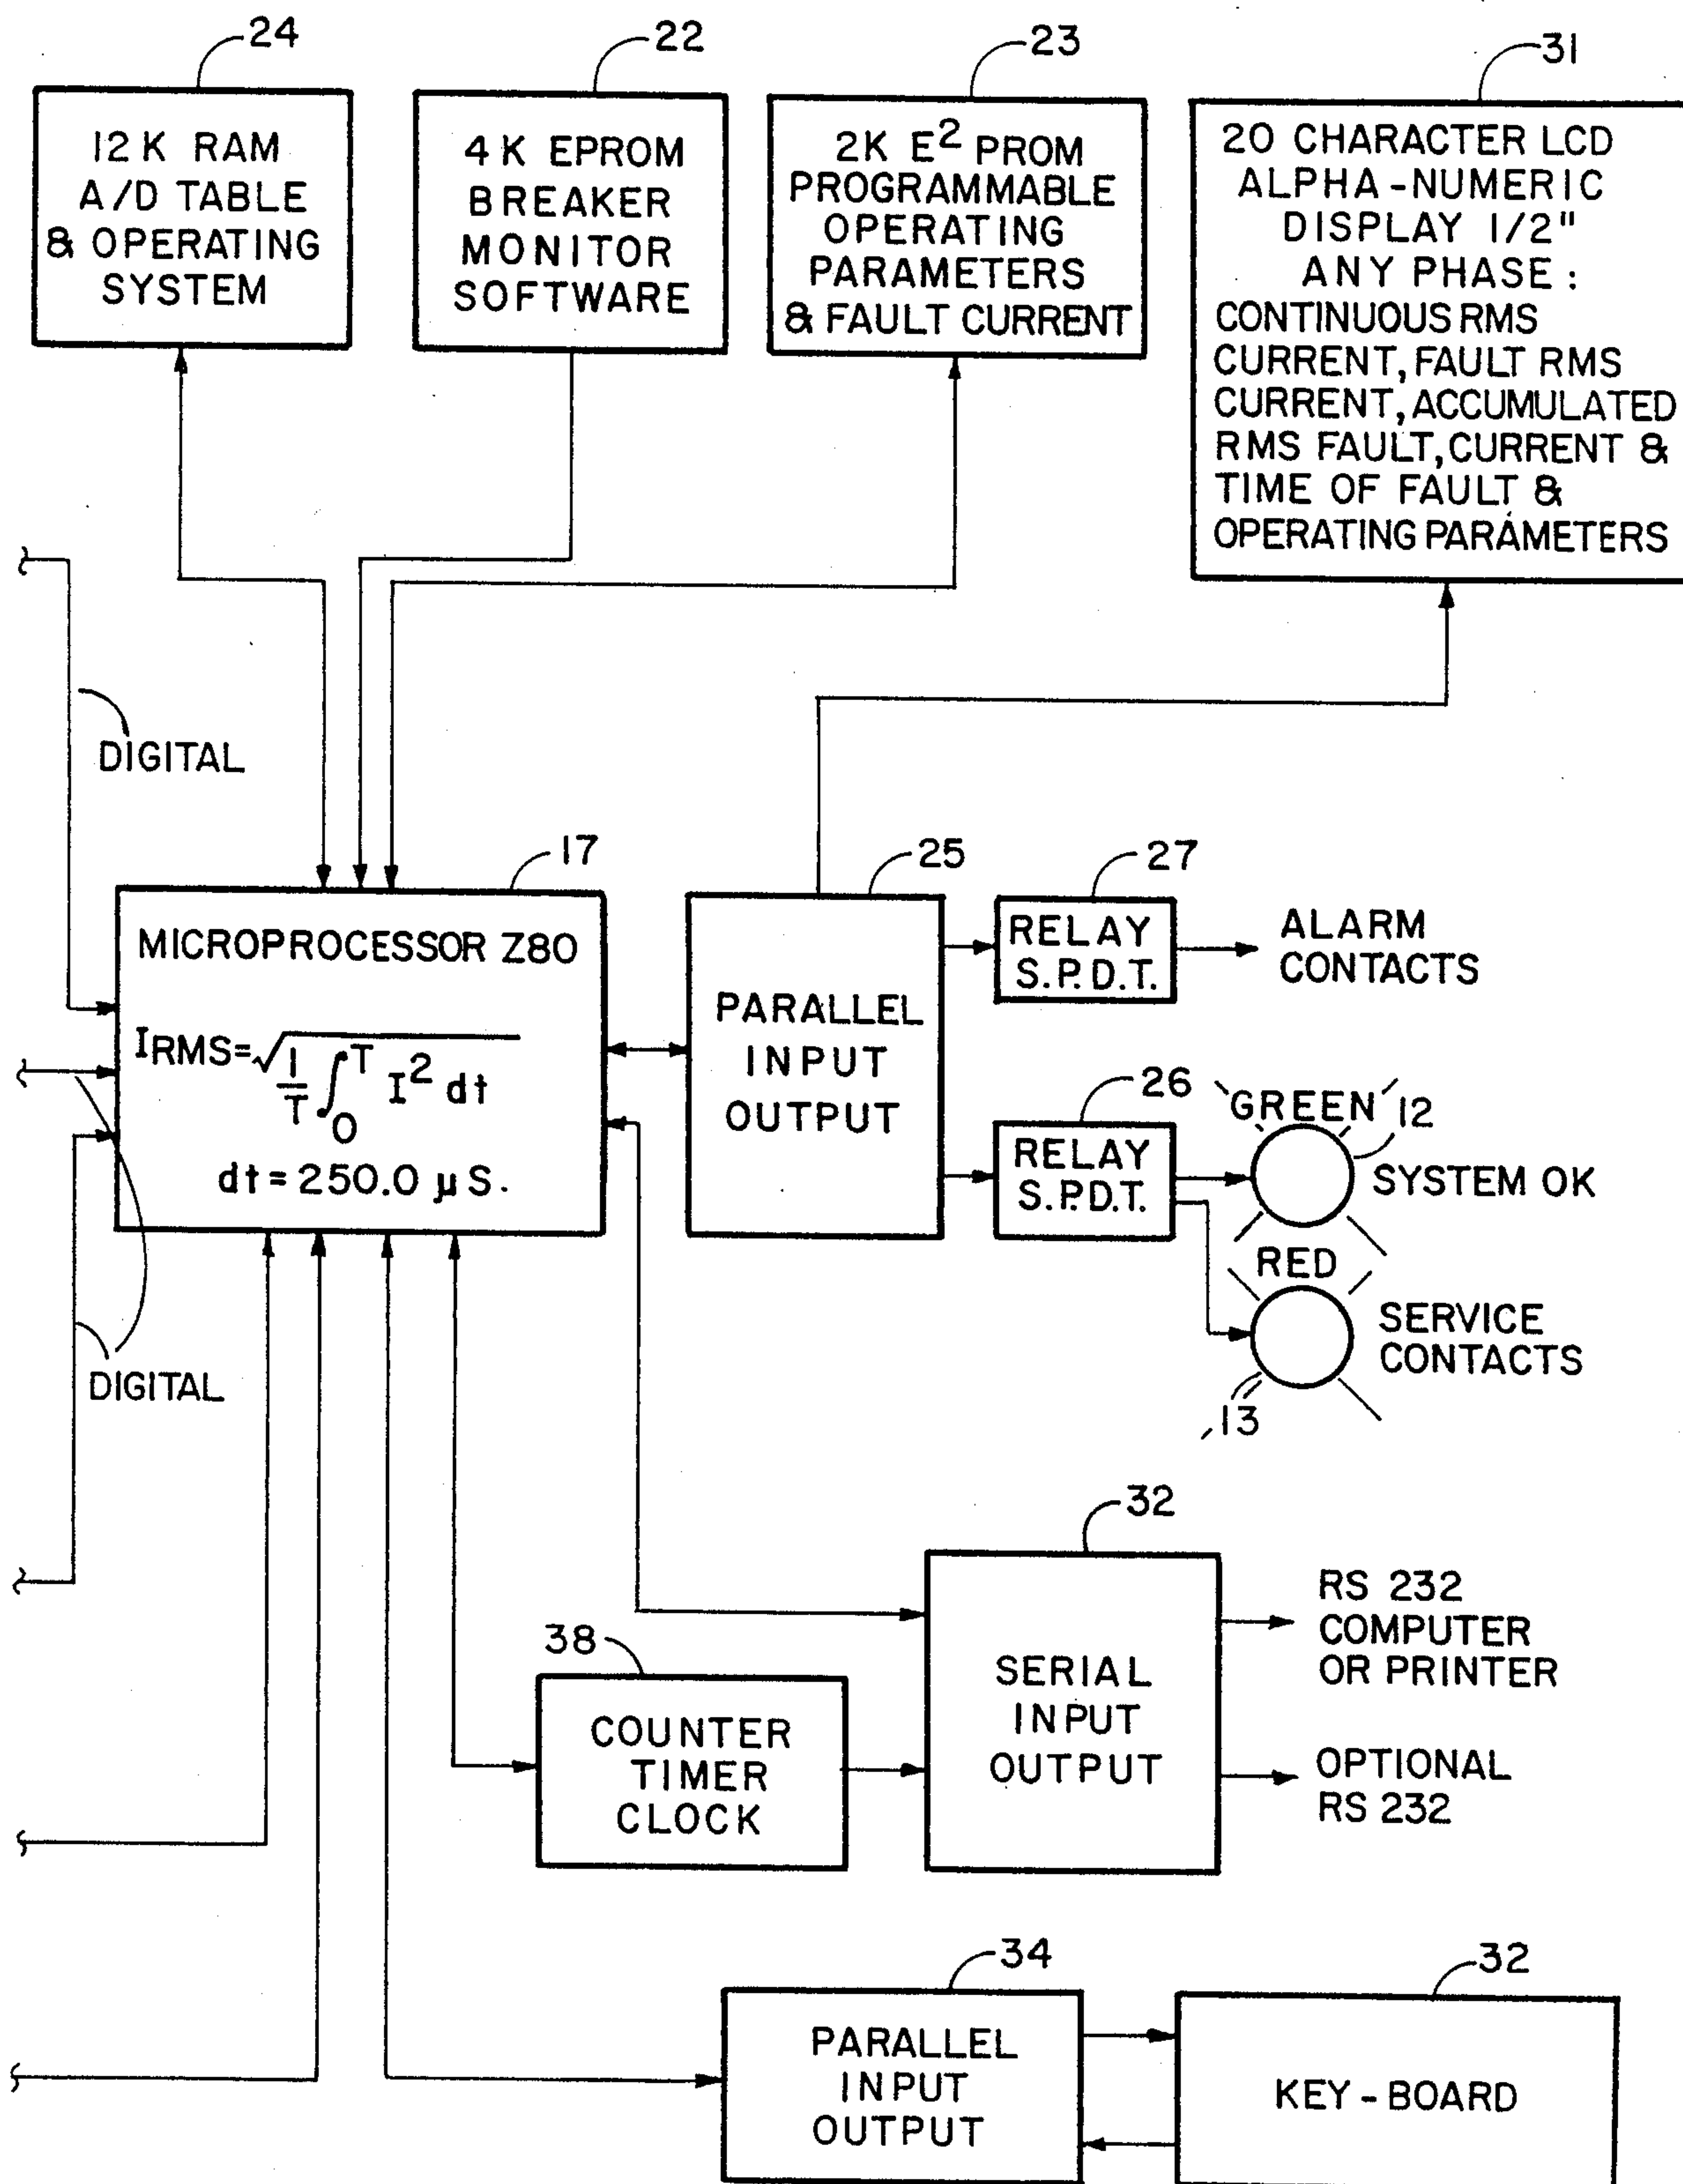 24
22
23
31
12K RAM
A/D TABLE
& OPERATING
SYSTEM
4K EPROM
BREAKER
MONITOR
SOFTWARE
2K E² PROM
PROGRAMMABLE
OPERATING
PARAMETERS
& FAULT CURRENT
20 CHARACTER LCD
ALPHA-NUMERIC
DISPLAY 1/2"
ANY PHASE:
CONTINUOUS RMS
CURRENT, FAULT RMS
CURRENT, ACCUMULATED
RMS FAULT, CURRENT &
TIME OF FAULT &
OPERATING PARAMETERS
DIGITAL
17
MICROPROCESSOR Z80
IRMS=√1/T ∫₀ᵀ I² dt
dt = 250.0 µS.
25
PARALLEL
INPUT
OUTPUT
27
RELAY
S.P.D.T.
ALARM
CONTACTS
26
RELAY
S.P.D.T.
GREEN
12
SYSTEM OK
RED
SERVICE
CONTACTS
13
DIGITAL
32
SERIAL
INPUT
OUTPUT
RS 232
COMPUTER
OR PRINTER
OPTIONAL
RS 232
38
COUNTER
TIMER
CLOCK
34
PARALLEL
INPUT
OUTPUT
32
KEY-BOARD